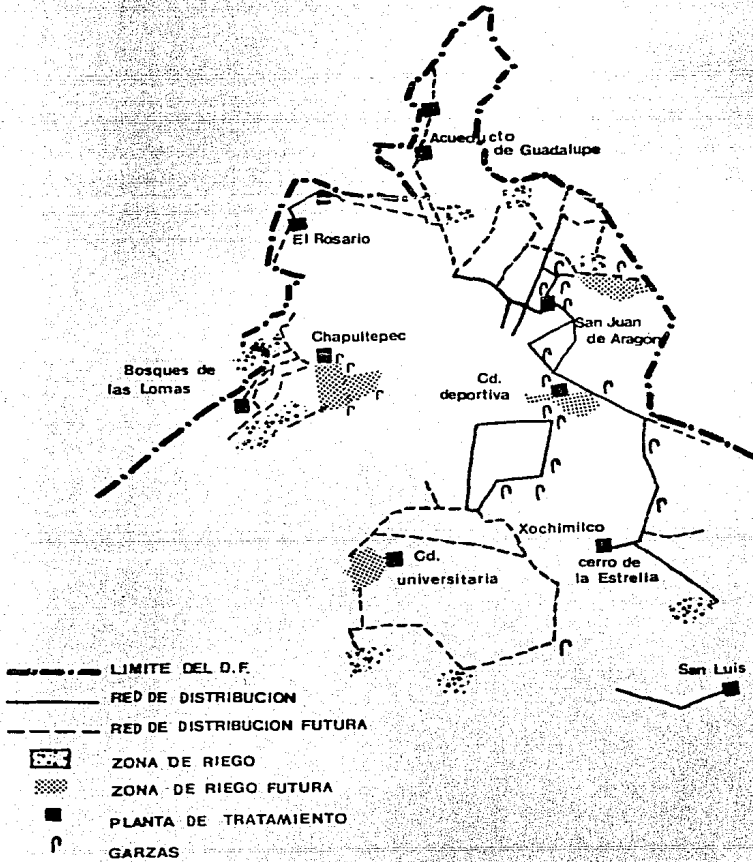 Acueducto
de Guadalupe
El Rosario
San Juan
de Aragón
Chapultepec
Bosques de
las Lomas
Cd.
deportiva
Xochimilco
cerro de
la Estrella
Cd.
universitaria
San Luis
LIMITE DEL D.F.
RED DE DISTRIBUCION
RED DE DISTRIBUCION FUTURA
ZONA DE RIEGO
ZONA DE RIEGO FUTURA
PLANTA DE TRATAMIENTO
GARZAS